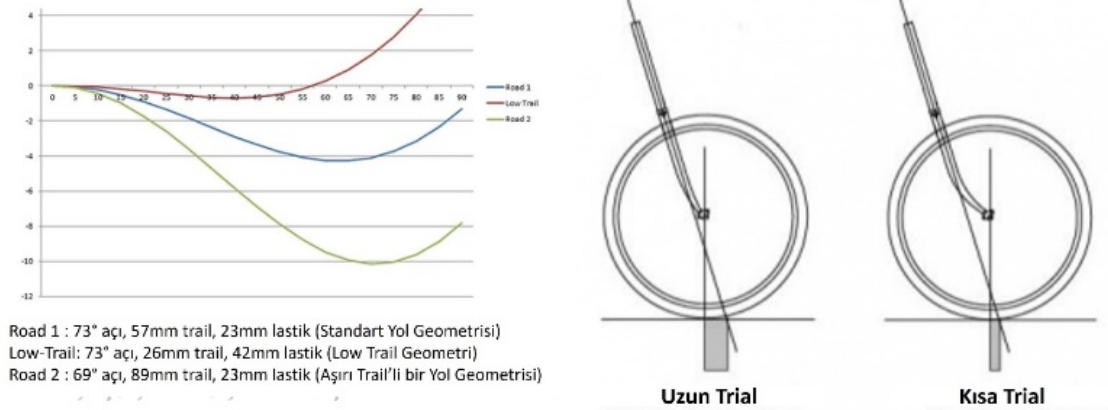 4
2
0
-2
-4
-6
-8
-10
-12
0 5 10 15 20 25 30 35 40 45 50 55 60 65 70 75 80 85 90
Road 1
Low-Trail
Road 2
Road 1 : 73° açı, 57mm trail, 23mm lastik (Standart Yol Geometrisi)
Low-Trail: 73° açı, 26mm trail, 42mm lastik (Low Trail Geometri)
Road 2 : 69° açı, 89mm trail, 23mm lastik (Aşırı Trail'li bir Yol Geometrisi)
Uzun Trial
Kısa Trial